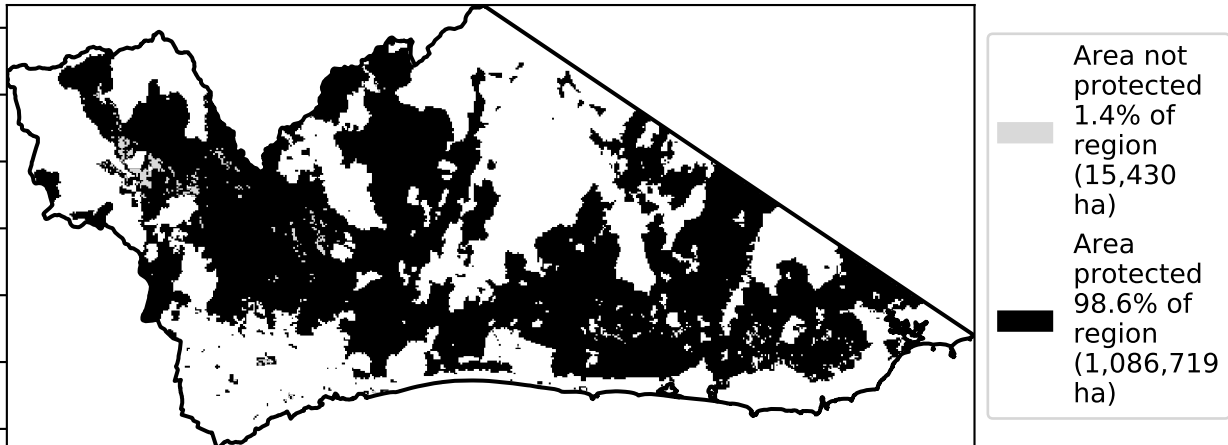 Area not
protected
1.4% of
region
(15,430
ha)
Area
protected
98.6% of
region
(1,086,719
ha)